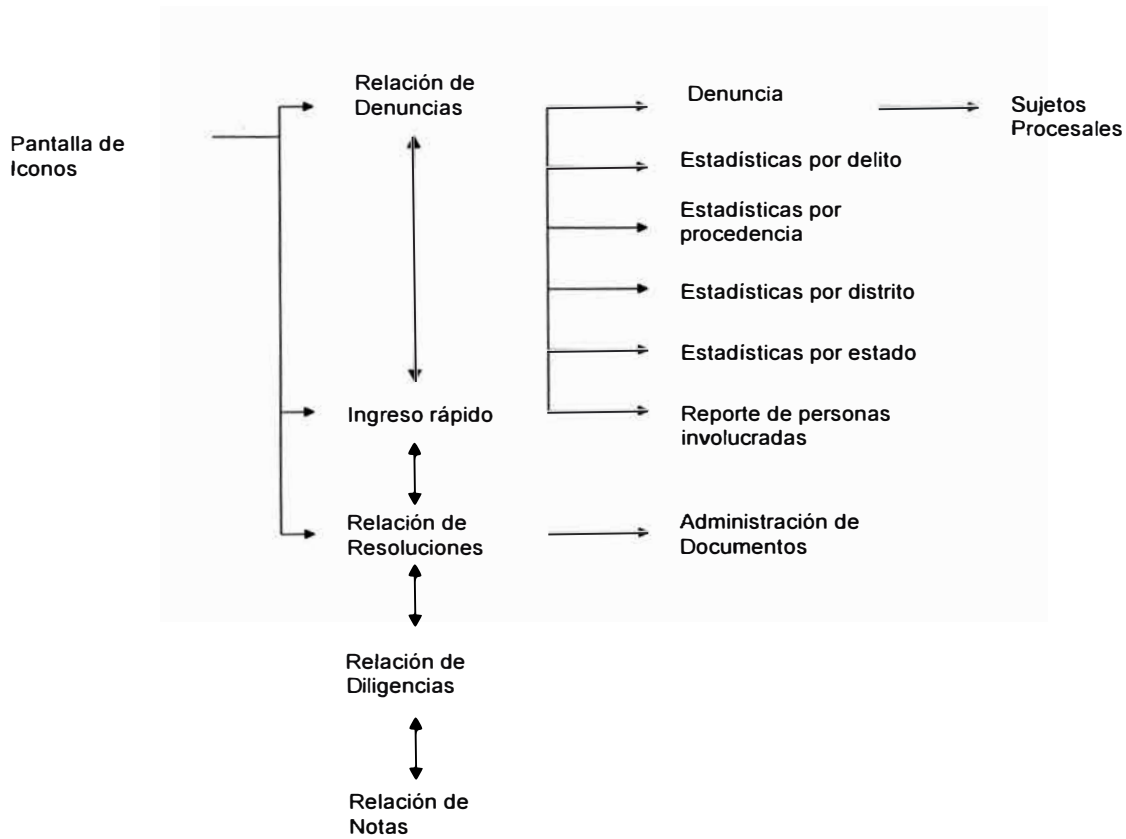 Pantalla de
Iconos
Relación de
Denuncias
Ingreso rápido
Relación de
Resoluciones
Relación de
Diligencias
Relación de
Notas
Denuncia
Estadísticas por delito
Estadísticas por
procedencia
Estadísticas por distrito
Estadísticas por estado
Reporte de personas
involucradas
Administración de
Documentos
Sujetos
Procesales